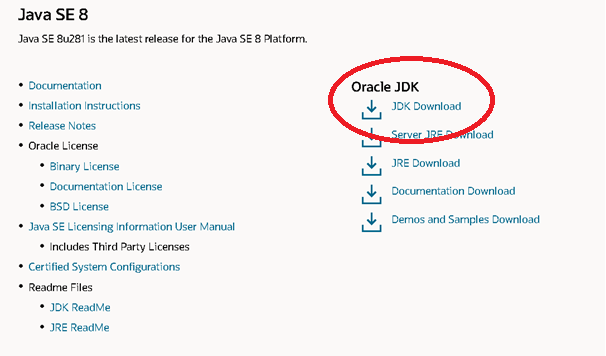 Java SE 8
Java SE 8u281 is the latest release for the Java SE 8 Platform.
Documentation
Installation Instructions
Release Notes
Oracle License
Binary License
Documentation License
BSD License
Java SE Licensing Information User Manual
Includes Third Party Licenses
Certified System Configurations
Readme Files
JDK ReadMe
JRE ReadMe
Oracle JDK
JDK Download
Server JRE Download
JRE Download
Documentation Download
Demos and Samples Download